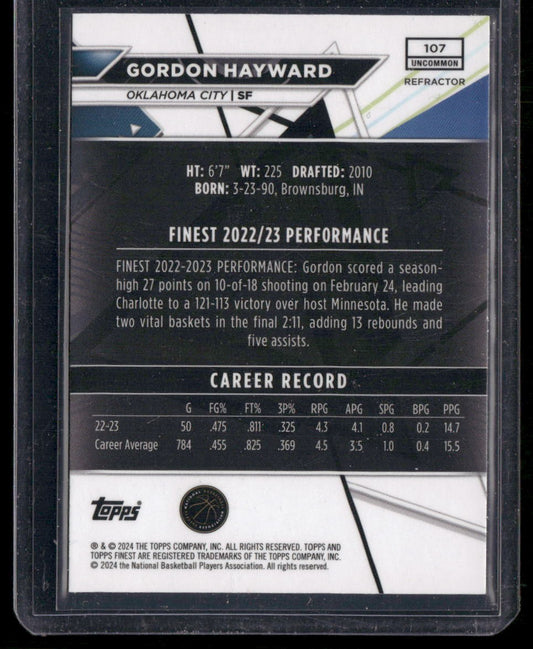 GORDON HAYWARD
OKLAHOMA CITY | SF
107
UNCOMMON
REFRACTOR
HT: 6'7" WT: 225 DRAFTED: 2010
BORN: 3-23-90, Brownsburg, IN
FINEST 2022/23 PERFORMANCE
FINEST 2022-2023 PERFORMANCE: Gordon scored a season-
high 27 points on 10-of-18 shooting on February 24, leading
Charlotte to a 121-113 victory over host Minnesota. He made
two vital baskets in the final 2:11, adding 13 rebounds and
five assists.
CAREER RECORD
G FG% FT% 3P% RPG APG SPG BPG PPG
22-23 50 .475 .811 .325 4.3 4.1 0.8 0.2 14.7
Career Average 784 .455 .825 .369 4.5 3.5 1.0 0.4 15.5
Topps
® & © 2024 THE TOPPS COMPANY, INC. ALL RIGHTS RESERVED. TOPPS AND
TOPPS FINEST ARE REGISTERED TRADEMARKS OF THE TOPPS COMPANY, INC.
© 2024 the National Basketball Players Association. All rights reserved.